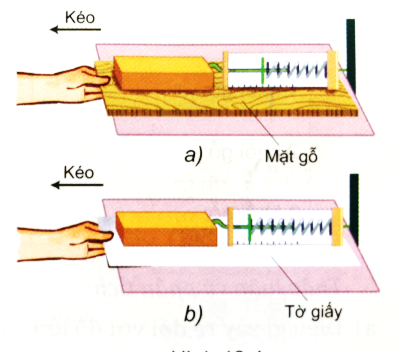 Kéo
Mặt gỗ
a)
Kéo
Tờ giấy
b)